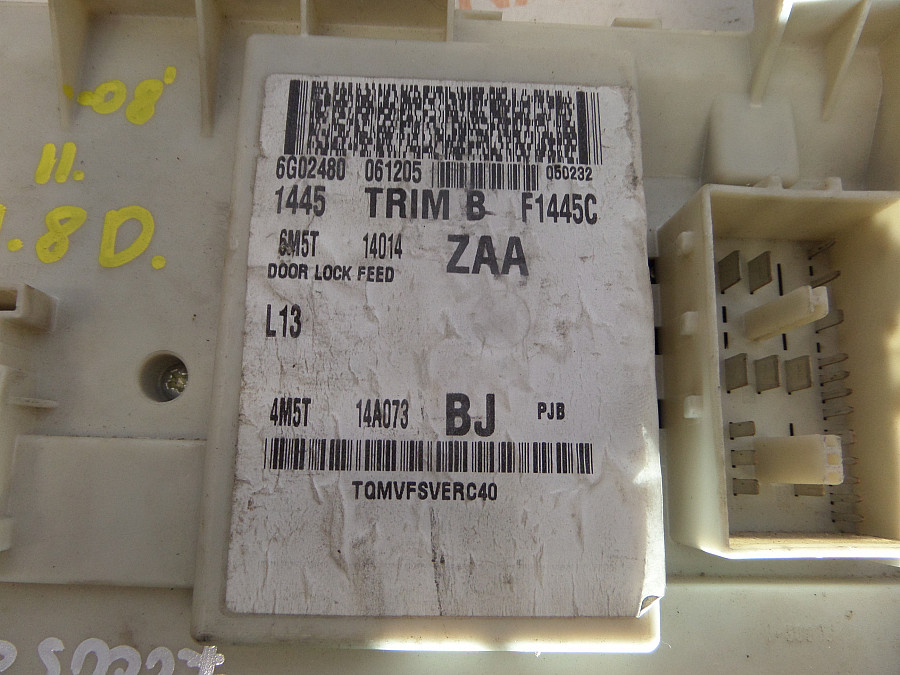 -08'
11.
1.8D.
6G02480 061205 050232
1445 TRIM B F1445C
6M5T 14014 ZAA
DOOR LOCK FEED
L13
4M5T 14A073 BJ PJB
TQMVFSVERC40